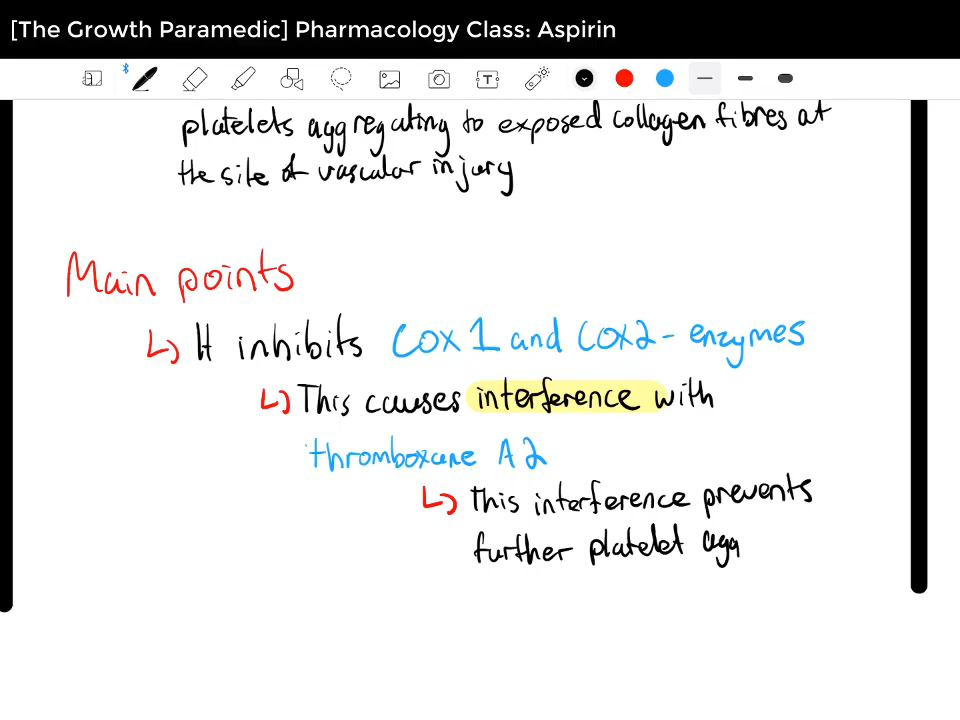 [The Growth Paramedic] Pharmacology Class: Aspirin
platelets aggregating to exposed collagen fibres at
the site of vascular injury
Main points
It inhibits Cox 1 and Cox2 - enzymes
This causes interference with
thromboxane A2
This interference prevents
further platelet agg